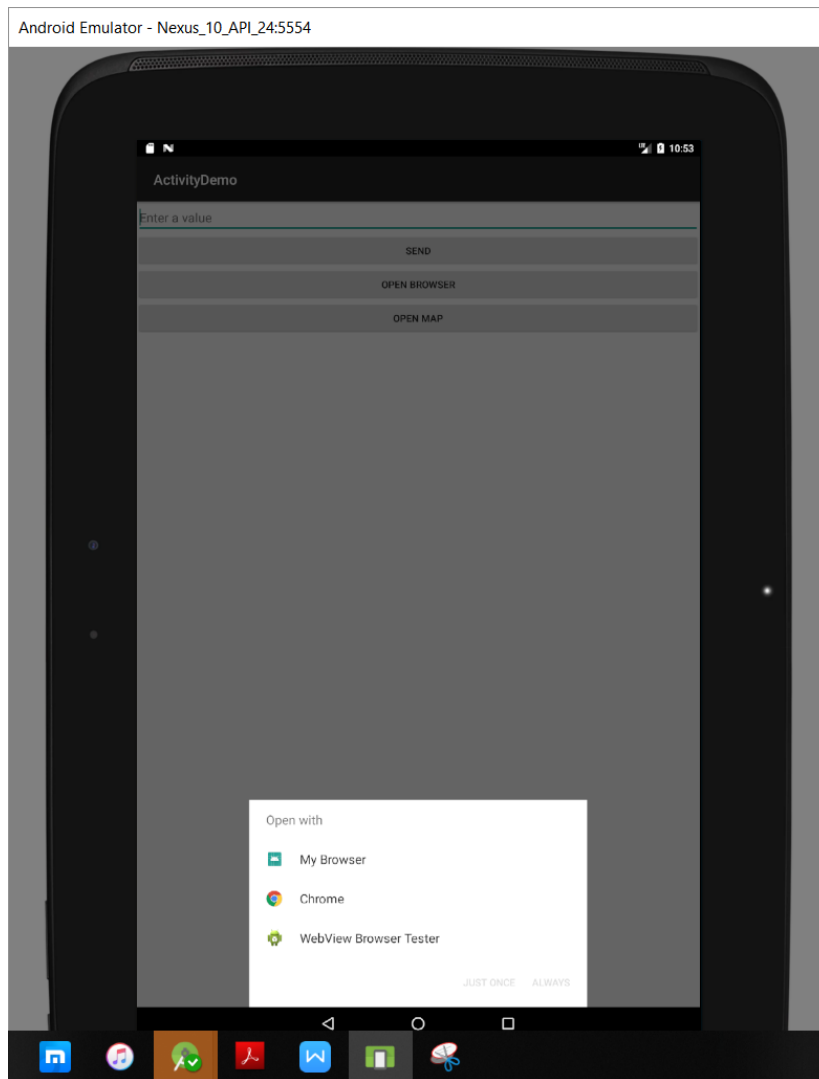 Android Emulator - Nexus_10_API_24:5554
10:53
ActivityDemo
Enter a value
SEND
OPEN BROWSER
OPEN MAP
Open with
My Browser
Chrome
WebView Browser Tester
JUST ONCE ALWAYS